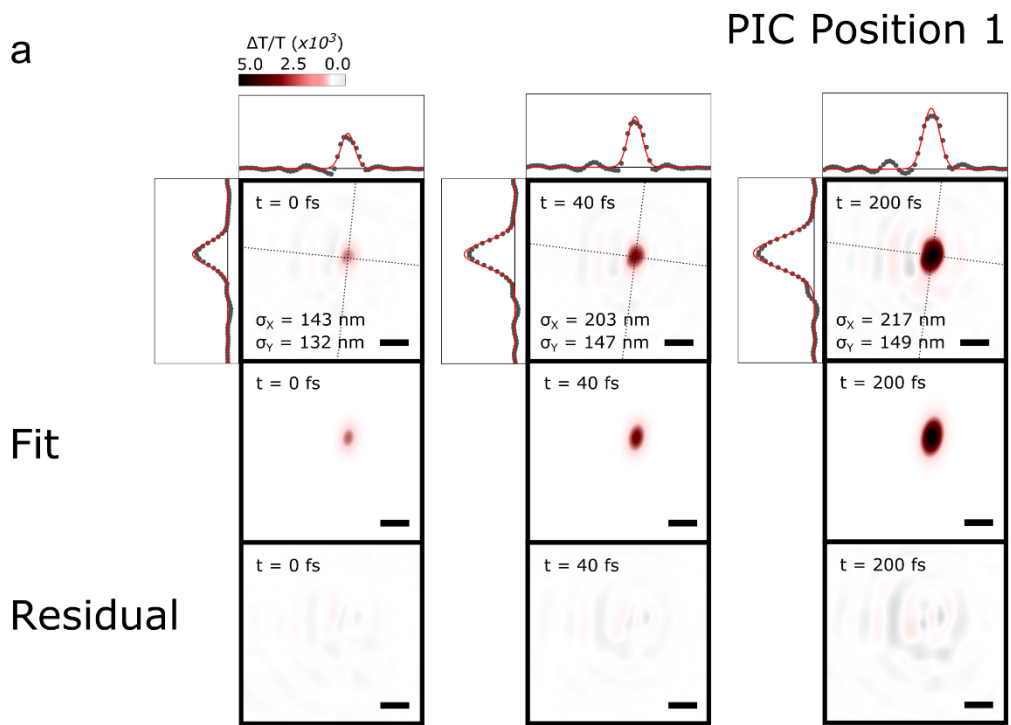 a
PIC Position 1
ΔT/T (x10³)
5.0 2.5 0.0
t = 0 fs
t = 40 fs
t = 200 fs
σX = 143 nm
σY = 132 nm
σX = 203 nm
σY = 147 nm
σX = 217 nm
σY = 149 nm
Fit
t = 0 fs
t = 40 fs
t = 200 fs
Residual
t = 0 fs
t = 40 fs
t = 200 fs